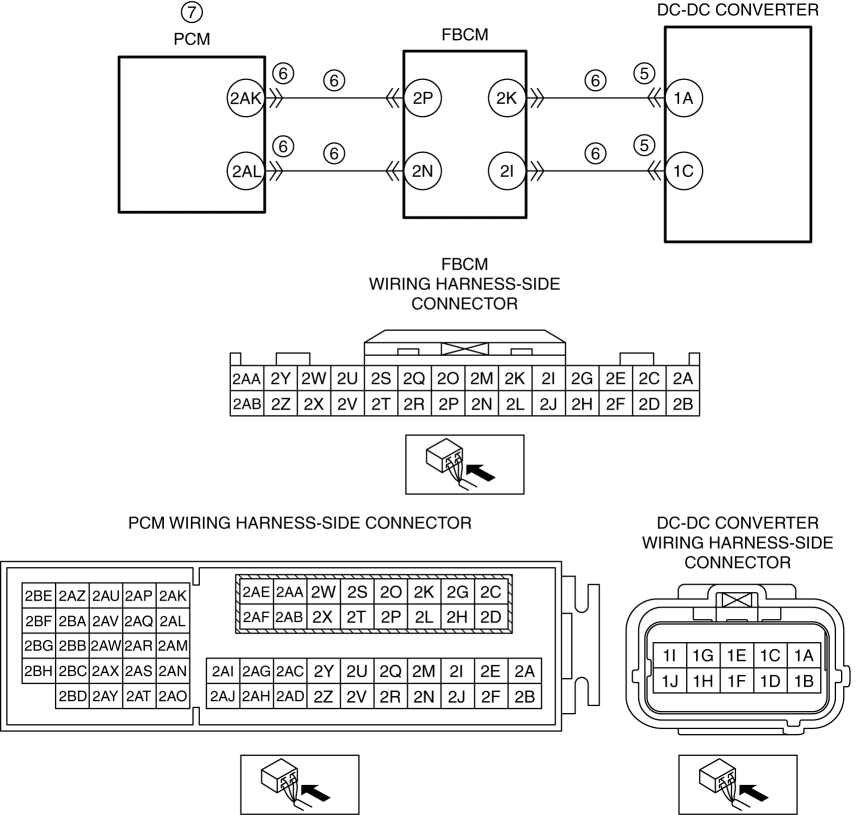 ⑦
PCM
FBCM
DC-DC CONVERTER
⑥ ⑥ ⑥ ⑤
2AK 2P 2K 1A
⑥ ⑥ ⑥ ⑤
2AL 2N 2I 1C
FBCM
WIRING HARNESS-SIDE
CONNECTOR
2AA 2Y 2W 2U 2S 2Q 2O 2M 2K 2I 2G 2E 2C 2A
2AB 2Z 2X 2V 2T 2R 2P 2N 2L 2J 2H 2F 2D 2B
PCM WIRING HARNESS-SIDE CONNECTOR
2BE 2AZ 2AU 2AP 2AK
2BF 2BA 2AV 2AQ 2AL
2BG 2BB 2AW 2AR 2AM
2BH 2BC 2AX 2AS 2AN
2BD 2AY 2AT 2AO
2AE 2AA 2W 2S 2O 2K 2G 2C
2AF 2AB 2X 2T 2P 2L 2H 2D
2AI 2AG 2AC 2Y 2U 2Q 2M 2I 2E 2A
2AJ 2AH 2AD 2Z 2V 2R 2N 2J 2F 2B
DC-DC CONVERTER
WIRING HARNESS-SIDE
CONNECTOR
1I 1G 1E 1C 1A
1J 1H 1F 1D 1B